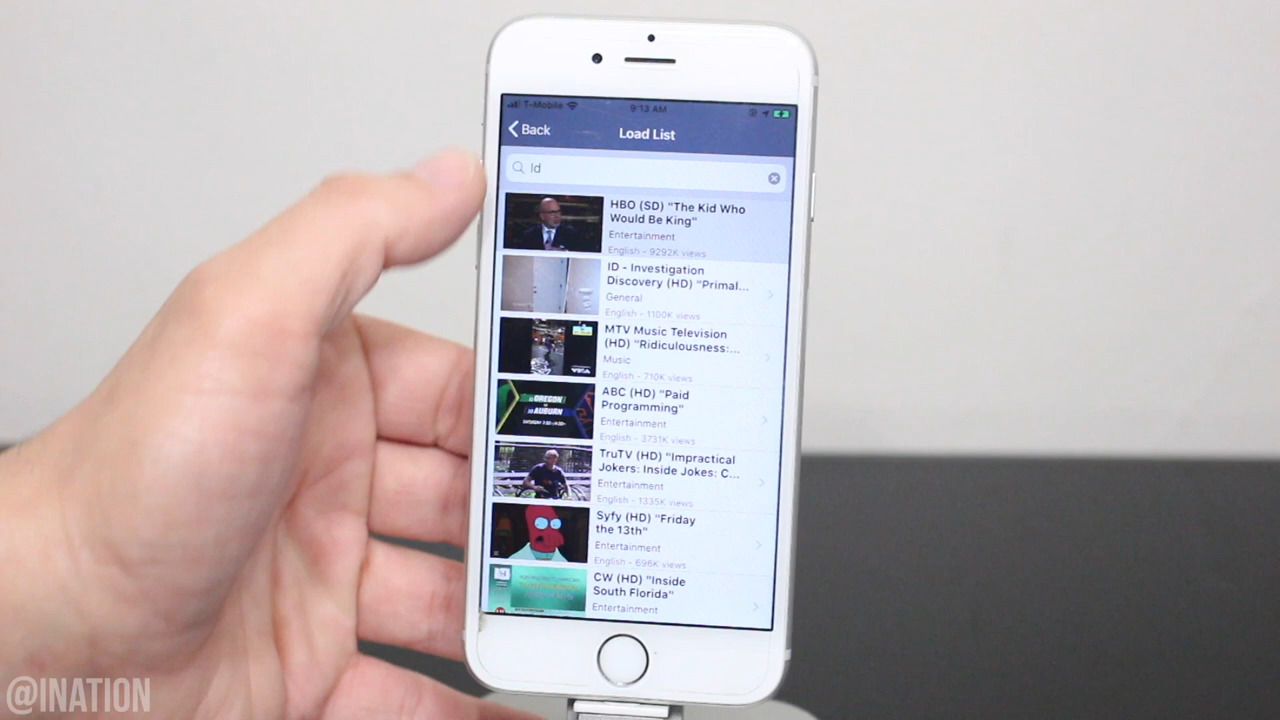 T-Mobile
9:13 AM
Back
Load List
Id
HBO (SD) "The Kid Who
Would Be King"
Entertainment
English - 9292K views
ID - Investigation
Discovery (HD) "Primal...
General
English - 1100K views
MTV Music Television
(HD) "Ridiculousness:...
Music
English - 710K views
OREGON
AUBURN
ABC (HD) "Paid
Programming"
Entertainment
English - 3731K views
TruTV (HD) "Impractical
Jokers: Inside Jokes: C...
Entertainment
English - 1335K views
Syfy (HD) "Friday
the 13th"
Entertainment
English - 696K views
CW (HD) "Inside
South Florida"
Entertainment
@INATION